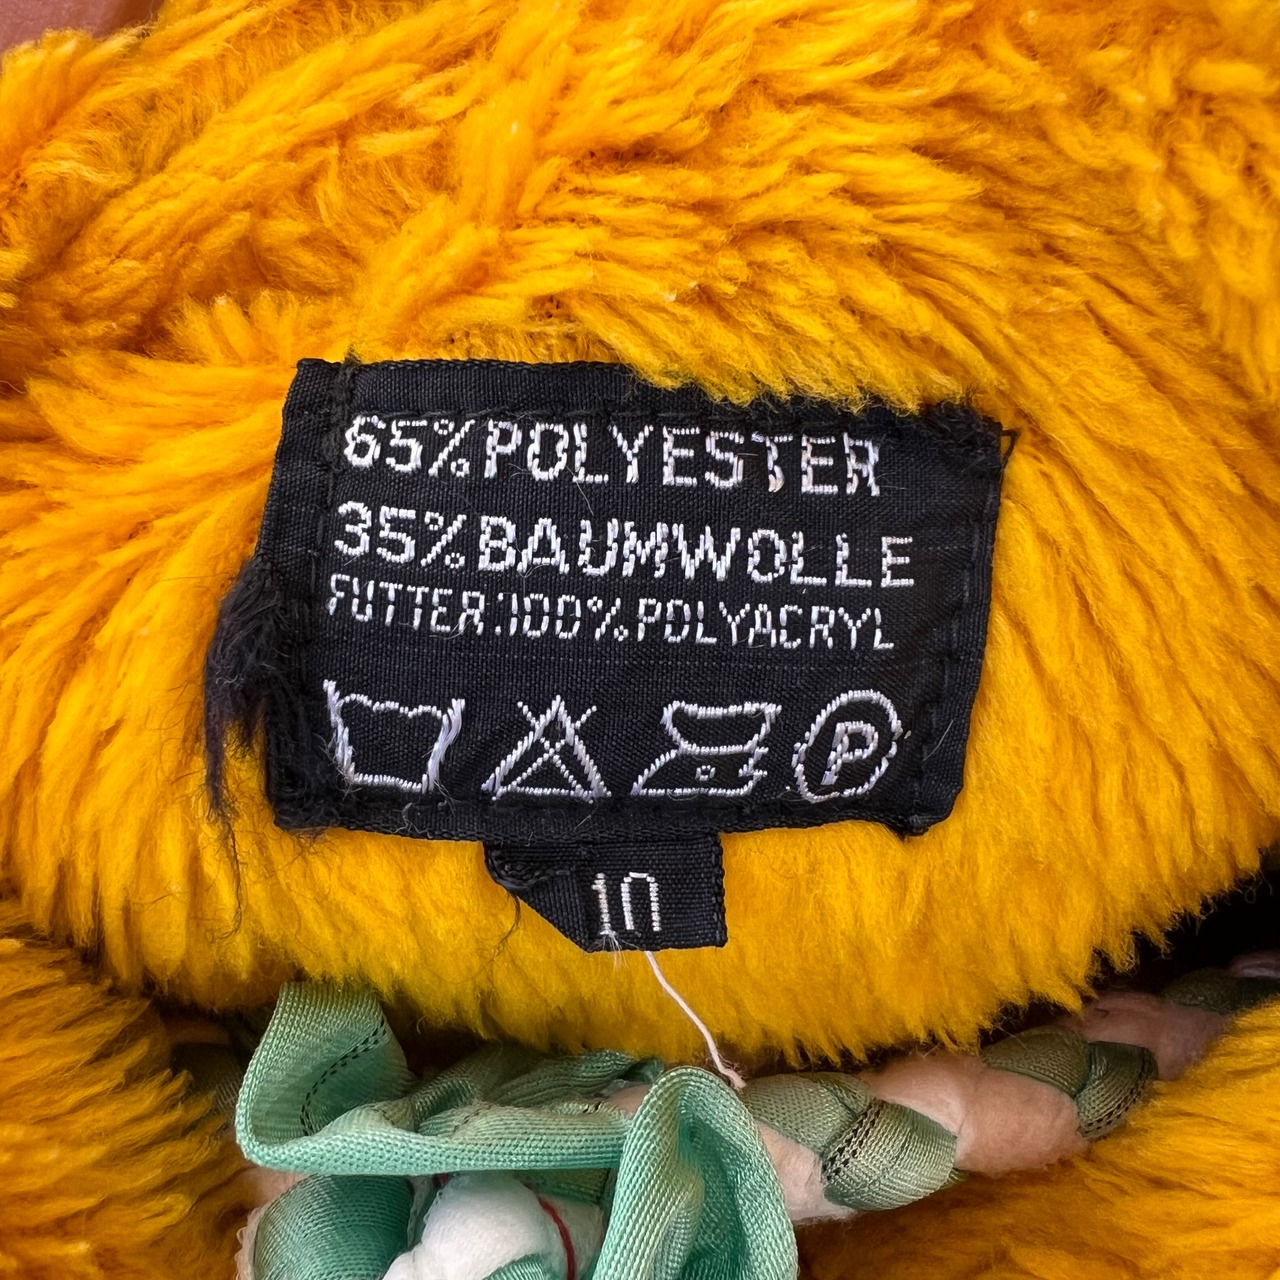 65% POLYESTER
35% BAUMWOLLE
FUTTER:100% POLYACRYL
P
10